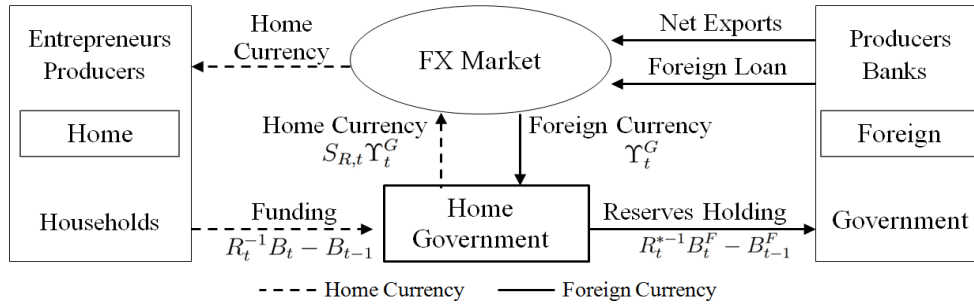 Entrepreneurs
Producers
Home
Households
Home
Currency
FX Market
Net Exports
Foreign Loan
Producers
Banks
Foreign
Government
Home Currency
$S_{R,t}\Upsilon_t^G$
Foreign Currency
$\Upsilon_t^G$
Funding
$R_t^{-1}B_t - B_{t-1}$
Home
Government
Reserves Holding
$R_t^{*-1}B_t^F - B_{t-1}^F$
Home Currency
Foreign Currency